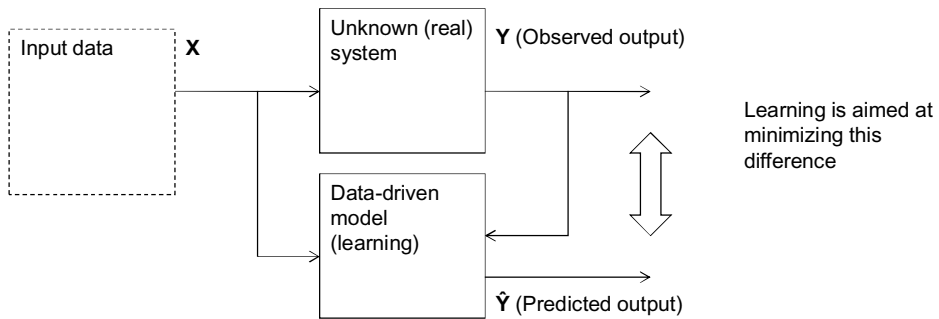 Input data
X
Unknown (real)
system
Y (Observed output)
Learning is aimed at
minimizing this
difference
Data-driven
model
(learning)
Ŷ (Predicted output)